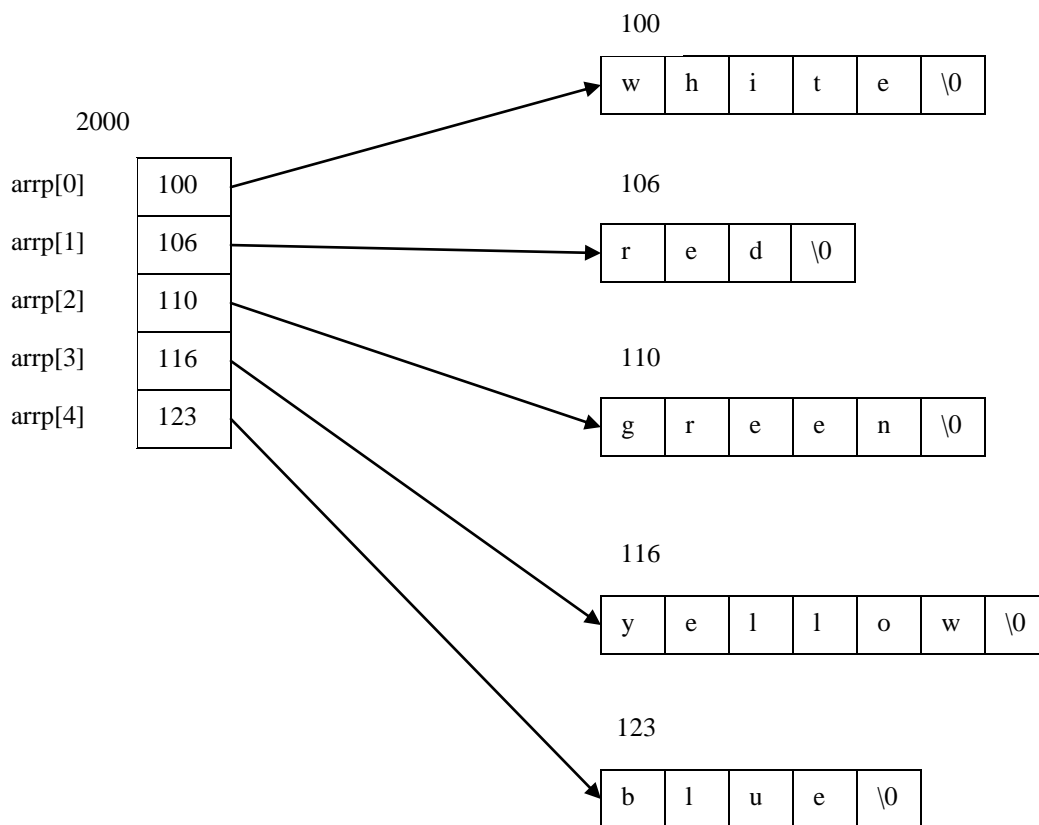 100
w h i t e \0
2000
arrp[0] 100
106
arrp[1] 106
r e d \0
arrp[2] 110
arrp[3] 116
110
arrp[4] 123
g r e e n \0
116
y e l l o w \0
123
b l u e \0